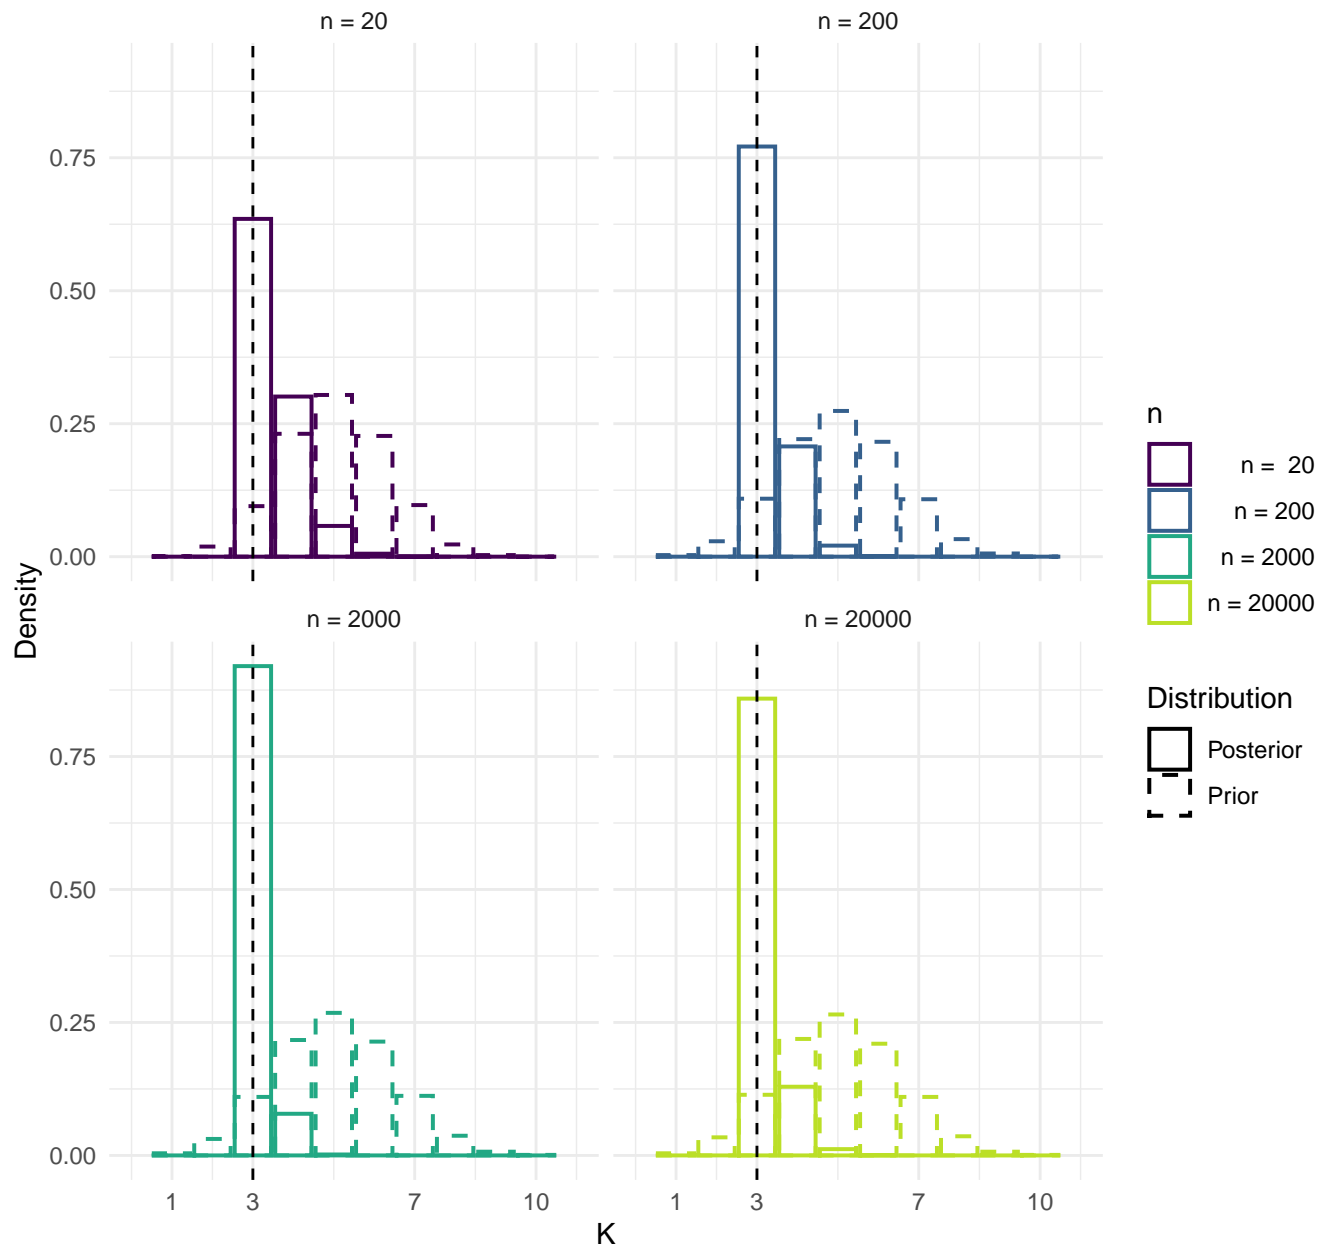 n = 20
n = 200
0.75
0.50
0.25
0.00
n = 2000
n = 20000
0.75
0.50
0.25
0.00
1 3 7 10
1 3 7 10
K
Density
n
n = 20
n = 200
n = 2000
n = 20000
Distribution
Posterior
Prior